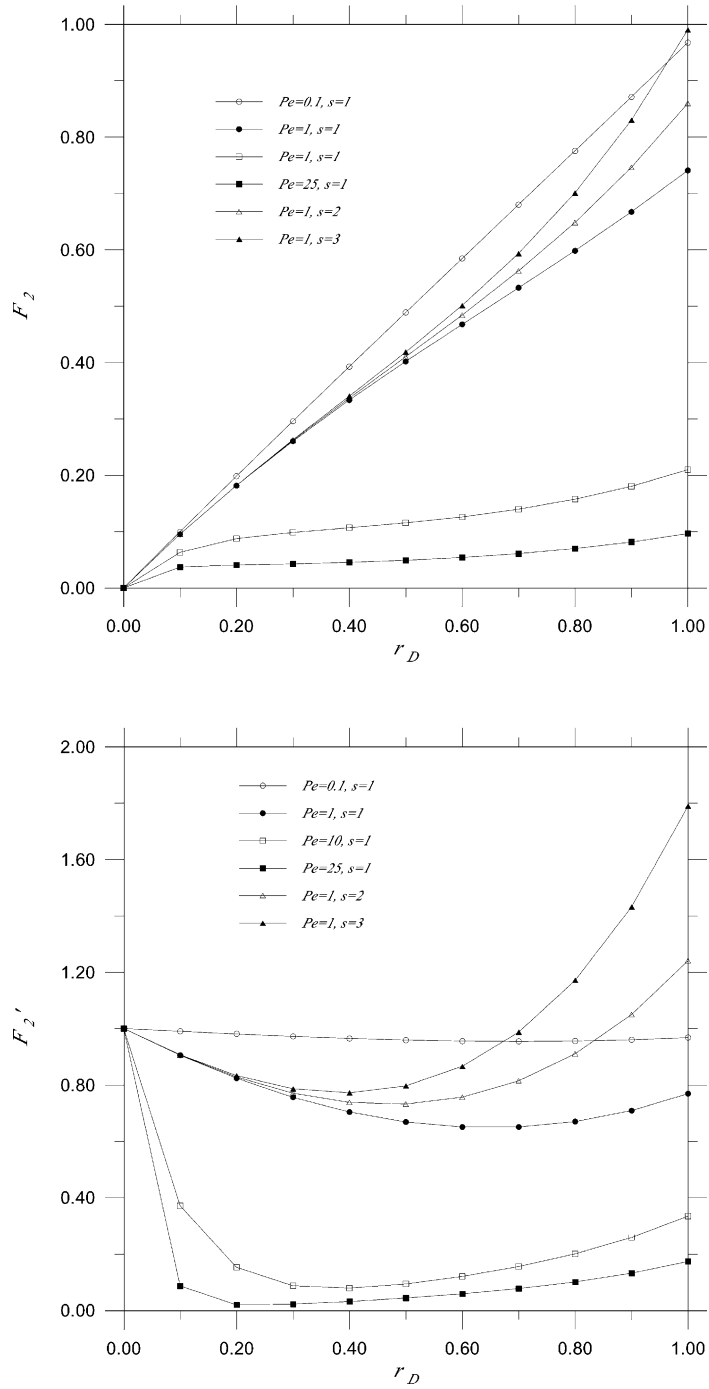 1.00
Pe=0.1, s=1
Pe=1, s=1
Pe=1, s=1
Pe=25, s=1
Pe=1, s=2
Pe=1, s=3
0.80
0.60
0.40
0.20
0.00
F2
0.00 0.20 0.40 0.60 0.80 1.00
rD
2.00
Pe=0.1, s=1
Pe=1, s=1
Pe=10, s=1
Pe=25, s=1
Pe=1, s=2
Pe=1, s=3
1.60
1.20
0.80
0.40
0.00
F2'
0.00 0.20 0.40 0.60 0.80 1.00
rD